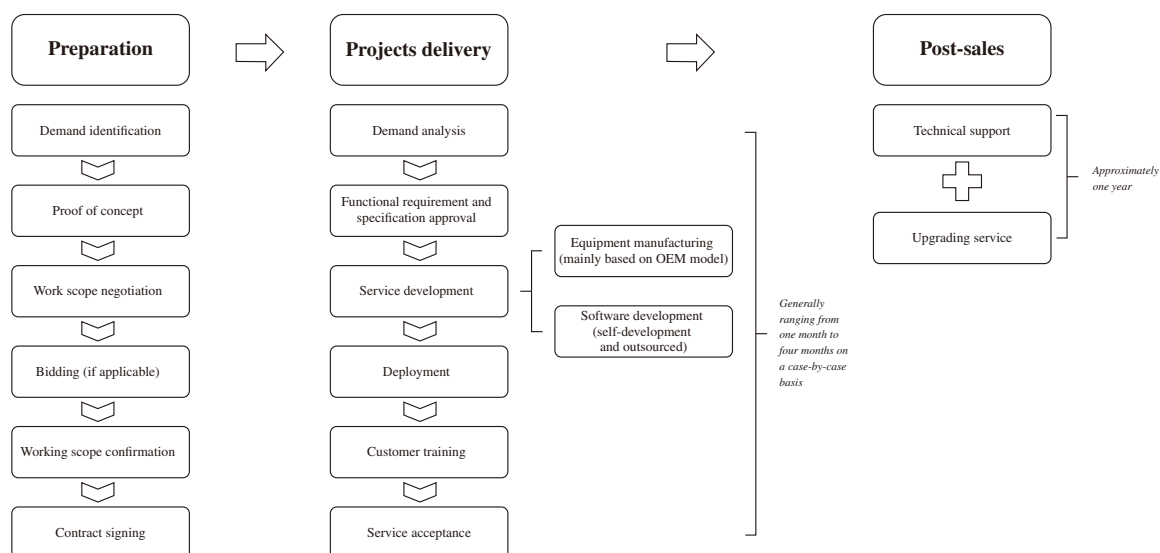 Preparation
Demand identification
Proof of concept
Work scope negotiation
Bidding (if applicable)
Working scope confirmation
Contract signing
Projects delivery
Demand analysis
Functional requirement and
specification approval
Service development
Equipment manufacturing
(mainly based on OEM model)
Software development
(self-development
and outsourced)
Deployment
Customer training
Service acceptance
Generally
ranging from
one month to
four months on
a case-by-case
basis
Post-sales
Technical support
Upgrading service
Approximately
one year